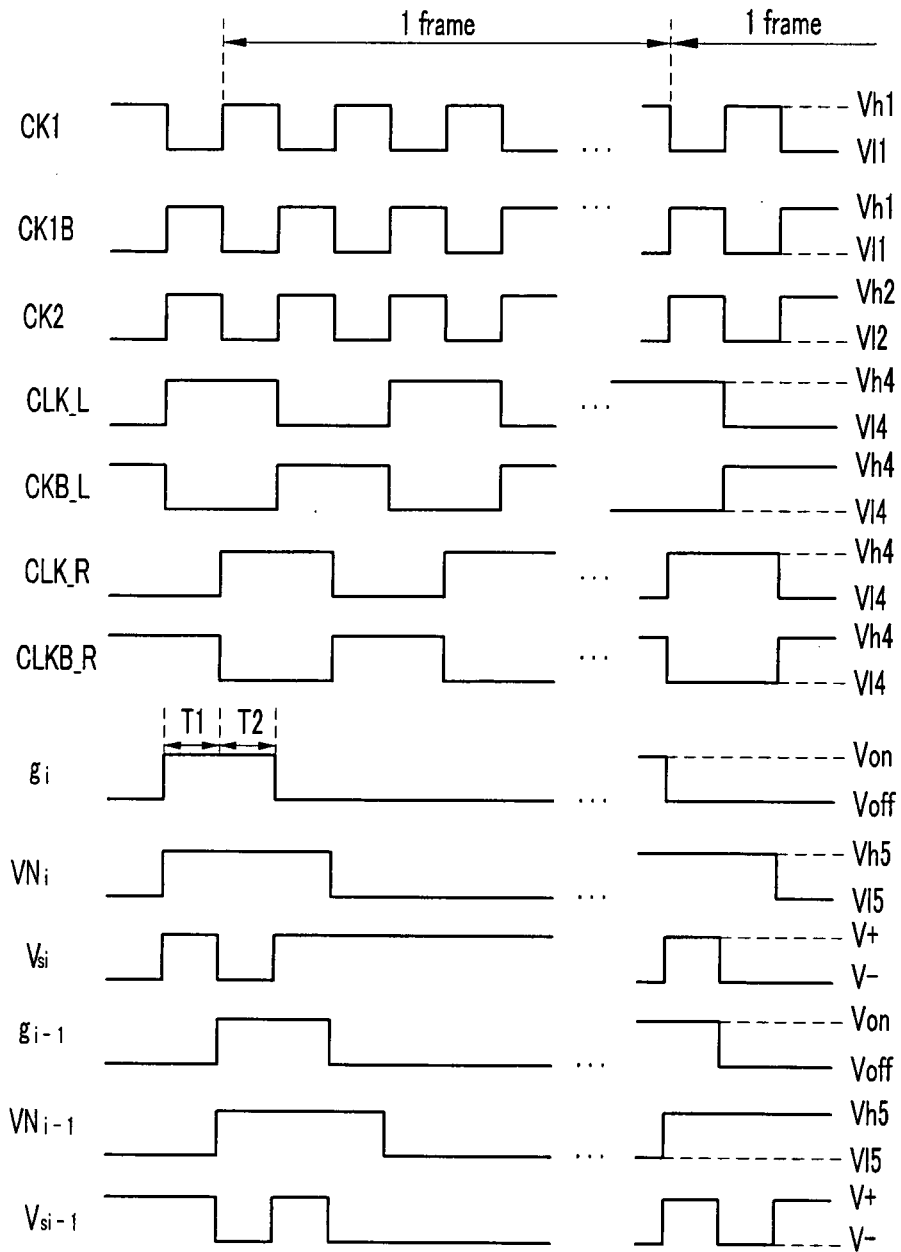 1 frame 1 frame
CK1 ... Vh1
Vl1
CK1B ... Vh1
Vl1
CK2 Vh2
Vl2
CLK_L ... Vh4
Vl4
CKB_L Vh4
Vl4
CLK_R ... Vh4
Vl4
CLKB_R ... Vh4
Vl4
T1 T2
gi ... Von
Voff
VNi ... Vh5
Vl5
Vsi V+
V-
gi-1 ... Von
Voff
VNi-1 ... Vh5
Vl5
Vsi-1 V+
V-